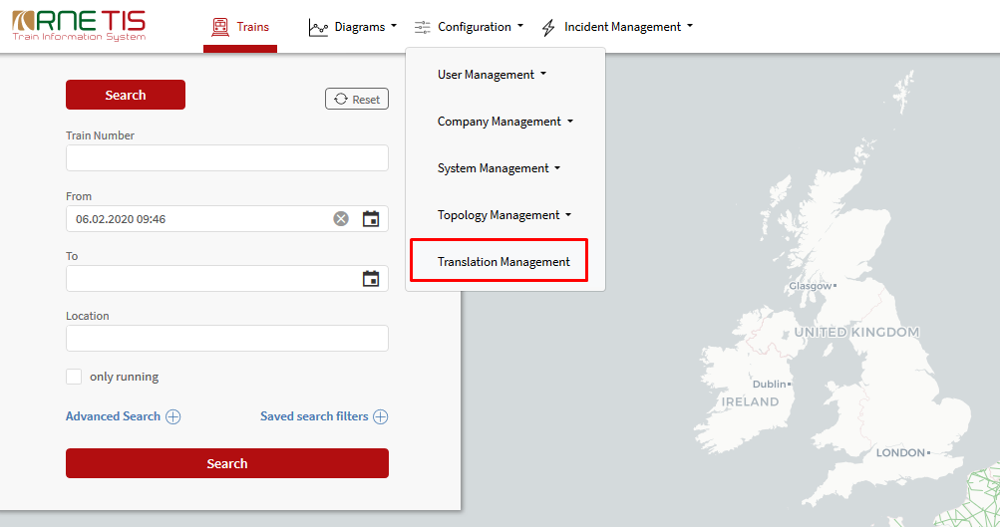 RNE TIS
Train Information System
Trains
Diagrams
Configuration
Incident Management
User Management
Company Management
System Management
Topology Management
Translation Management
Search
Reset
Train Number
From
06.02.2020 09:46
To
Location
only running
Advanced Search
Saved search filters
Search
Glasgow
UNITED KINGDOM
Dublin
IRELAND
LONDON